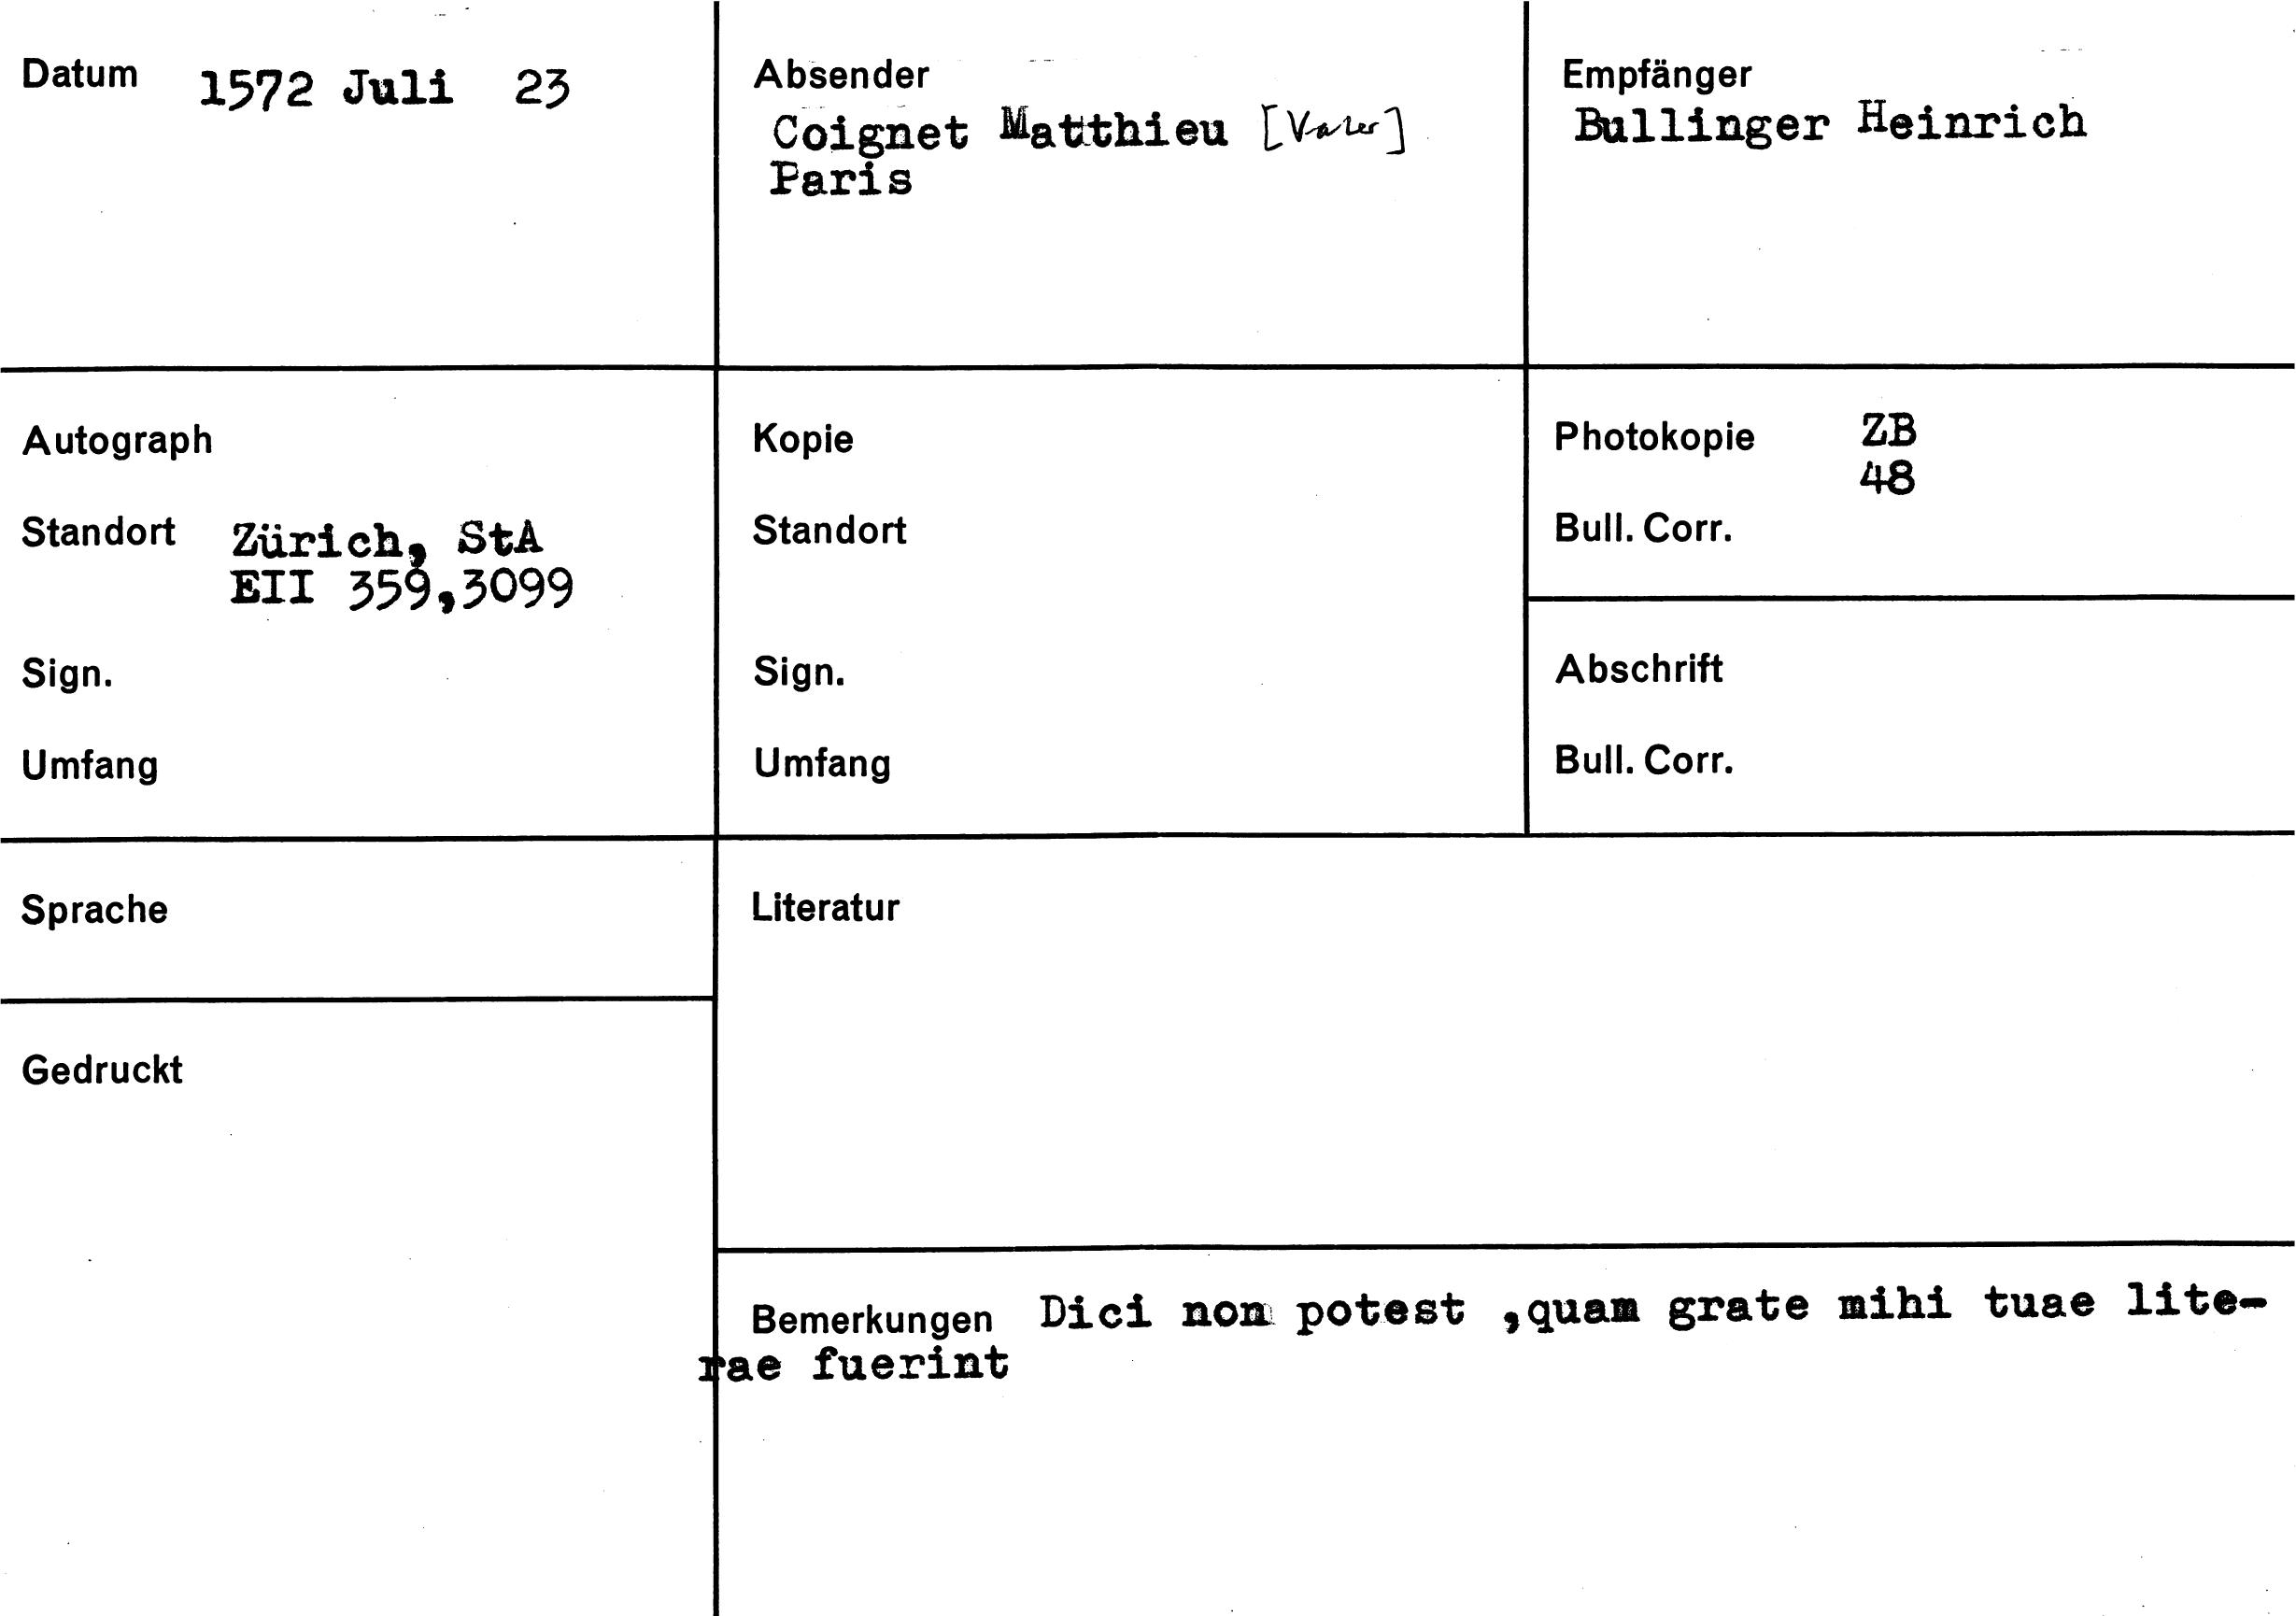 Datum 1572 Juli 23
Absender
Coignet Matthieu [Vater]
Paris
Empfänger
Bullinger Heinrich
Autograph
Standort Zürich, StA
EII 359,3099
Sign.
Umfang
Kopie
Standort
Sign.
Umfang
Photokopie ZB
48
Bull. Corr.
Abschrift
Bull. Corr.
Sprache
Gedruckt
Literatur
Bemerkungen Dici non potest ,quam grate mihi tuae lite-
rae fuerint